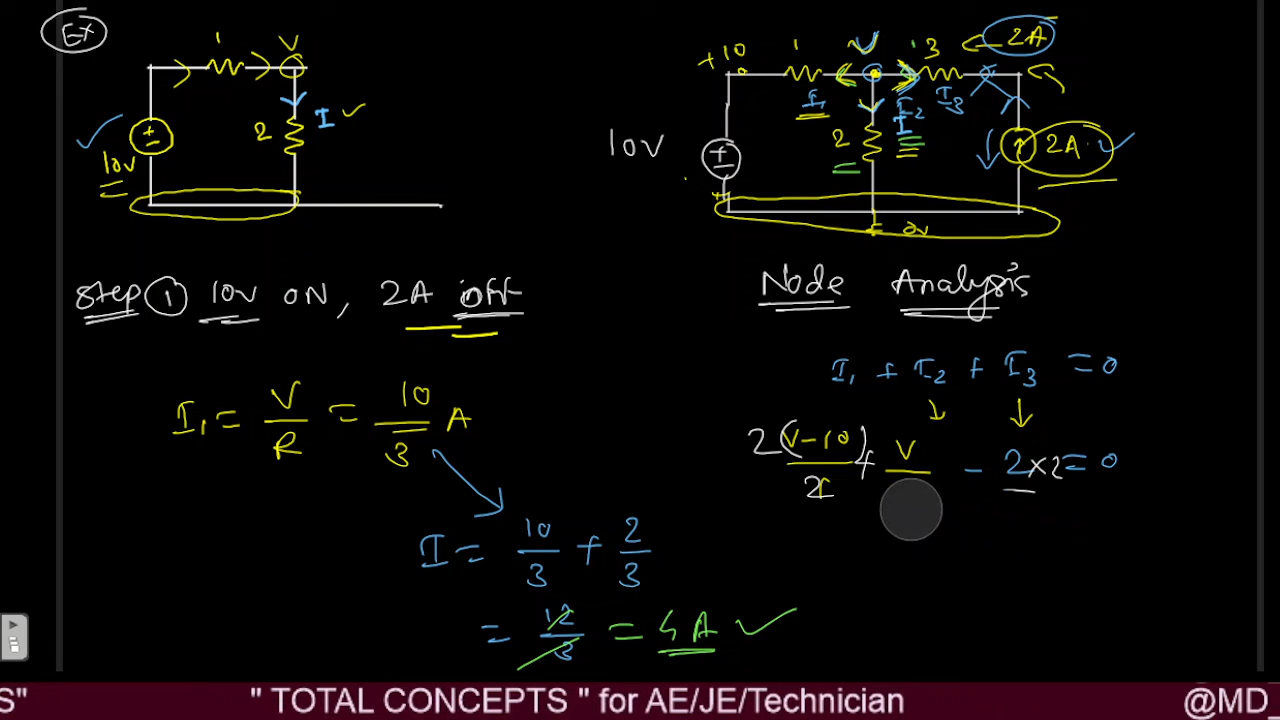 Ex
1 V
2 I
10V
+10 1 V 3 2A
I₁ I₂ I₃
2 I
10V 2A
0V
Step ① 10V ON, 2A off
Node Analysis
I₁ = V/R = 10/3 A
I₁ + I₂ + I₃ = 0
2(V-10)/2 + V - 2×2 = 0
I = 10/3 + 2/3
= 12/3 = 4A
S" " TOTAL CONCEPTS " for AE/JE/Technician @MD